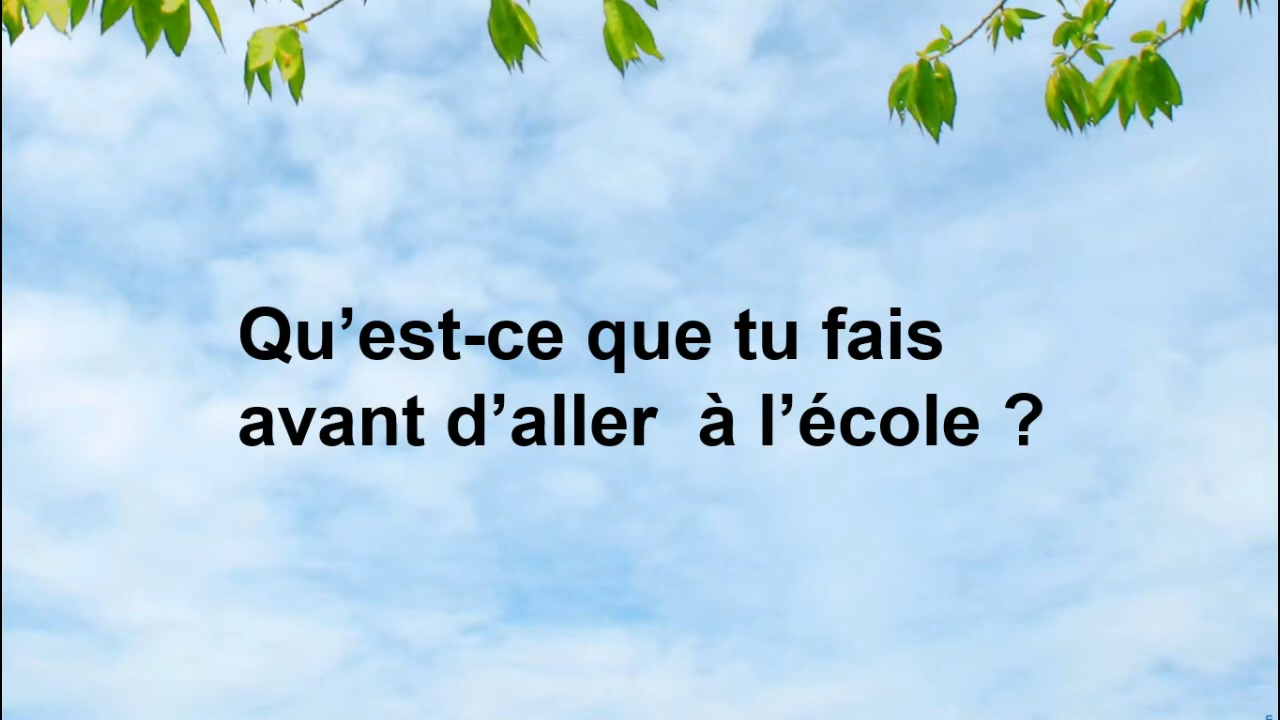 Qu’est-ce que tu fais
avant d’aller  à l’école ?